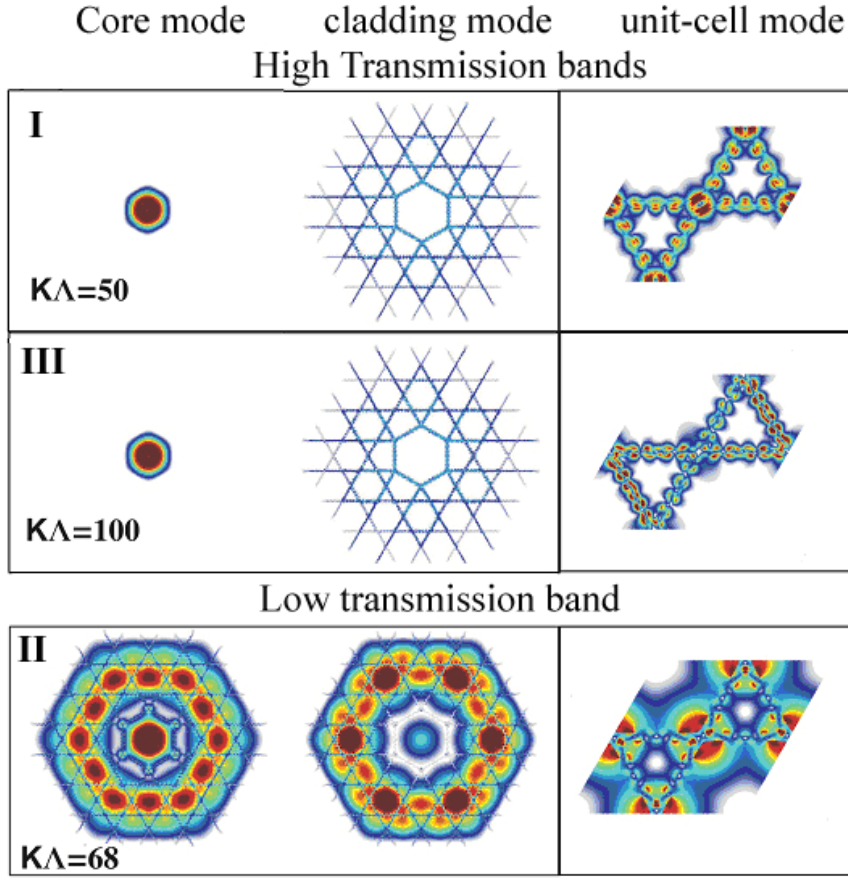 Core mode cladding mode unit-cell mode
High Transmission bands
I
KΛ=50
III
KΛ=100
Low transmission band
II
KΛ=68